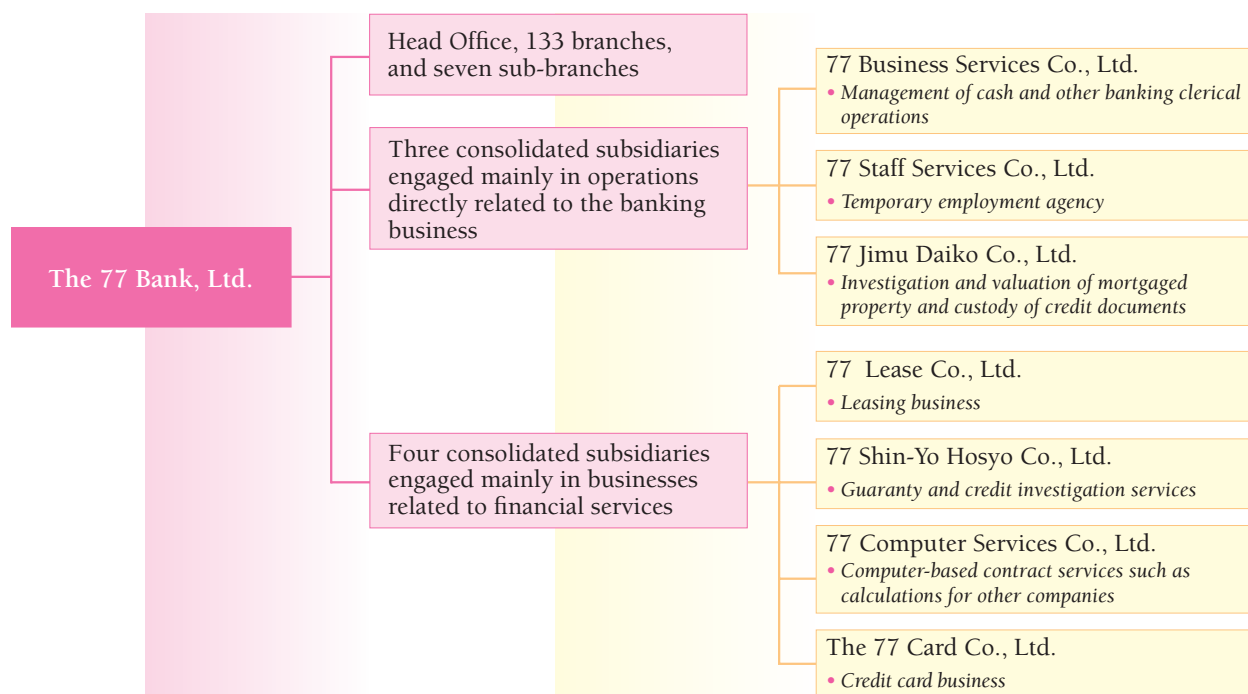 The 77 Bank, Ltd.
Head Office, 133 branches,
and seven sub-branches
Three consolidated subsidiaries
engaged mainly in operations
directly related to the banking
business
77 Business Services Co., Ltd.
• Management of cash and other banking clerical
operations
77 Staff Services Co., Ltd.
• Temporary employment agency
77 Jimu Daiko Co., Ltd.
• Investigation and valuation of mortgaged
property and custody of credit documents
Four consolidated subsidiaries
engaged mainly in businesses
related to financial services
77 Lease Co., Ltd.
• Leasing business
77 Shin-Yo Hosyo Co., Ltd.
• Guaranty and credit investigation services
77 Computer Services Co., Ltd.
• Computer-based contract services such as
calculations for other companies
The 77 Card Co., Ltd.
• Credit card business